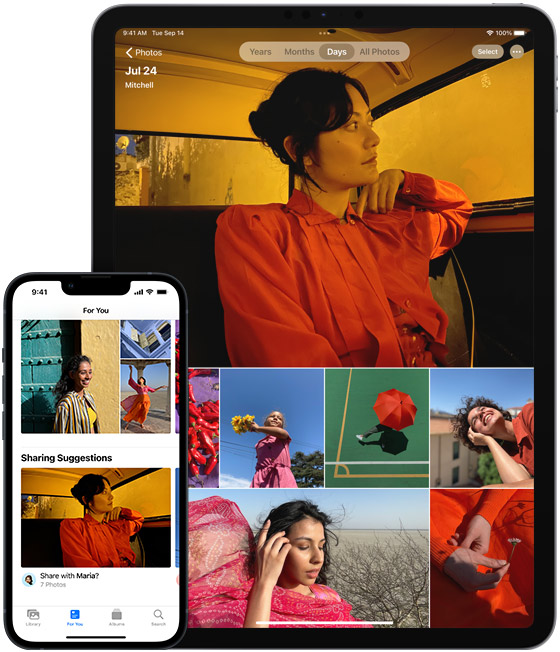 9:41 AM Tue Sep 14
100%
Photos
Years Months Days All Photos
Select
Jul 24
Mitchell
9:41
For You
Sharing Suggestions
Share with Maria?
7 Photos
Library
For You
Albums
Search